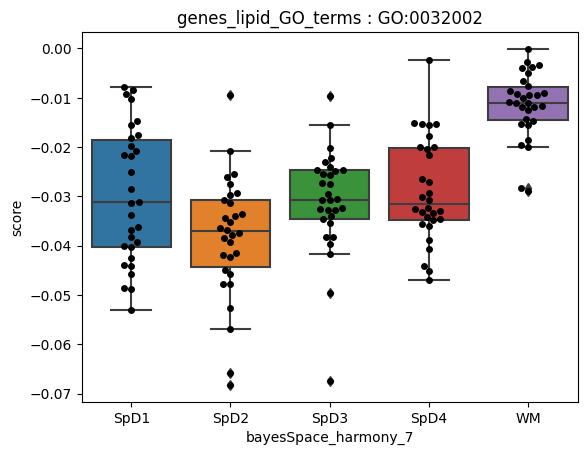 genes_lipid_GO_terms : GO:0032002
0.00
−0.01
−0.02
−0.03
−0.04
−0.05
−0.06
−0.07
score
SpD1 SpD2 SpD3 SpD4 WM
bayesSpace_harmony_7